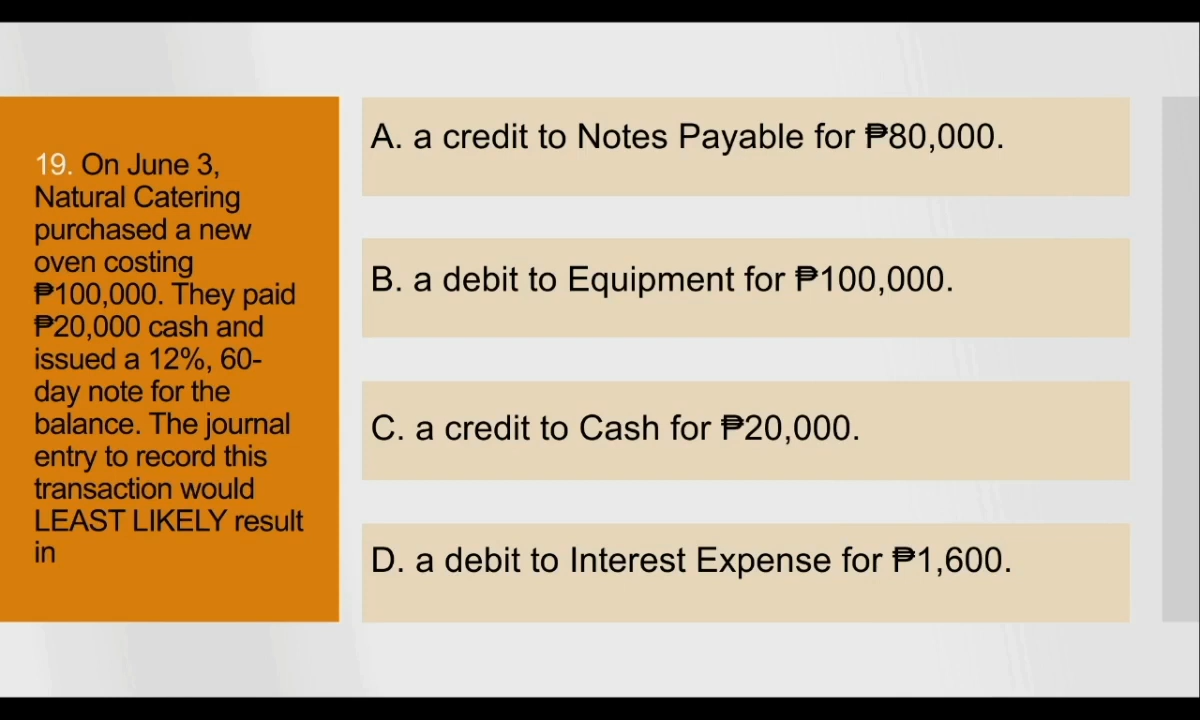 19. On June 3,
Natural Catering
purchased a new
oven costing
₱100,000. They paid
₱20,000 cash and
issued a 12%, 60-
day note for the
balance. The journal
entry to record this
transaction would
LEAST LIKELY result
in
A. a credit to Notes Payable for ₱80,000.
B. a debit to Equipment for ₱100,000.
C. a credit to Cash for ₱20,000.
D. a debit to Interest Expense for ₱1,600.